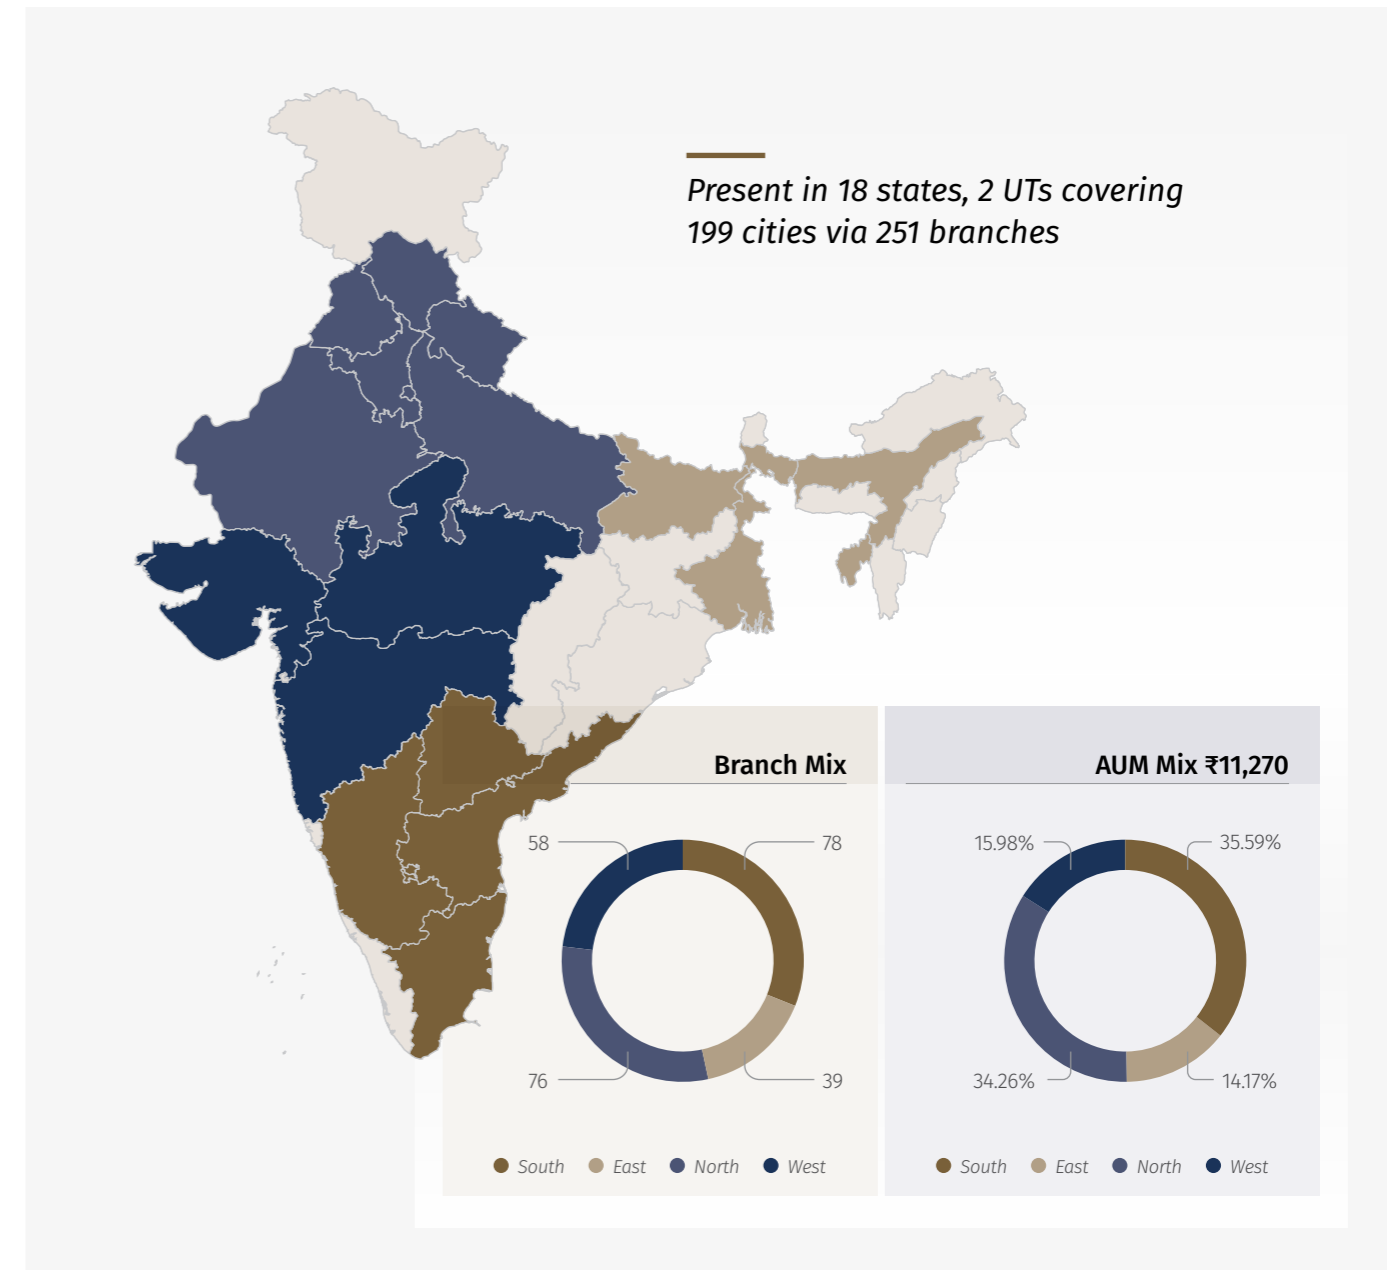 Present in 18 states, 2 UTs covering
199 cities via 251 branches
Branch Mix
58
78
76
39
South
East
North
West
AUM Mix ₹11,270
15.98%
35.59%
34.26%
14.17%
South
East
North
West